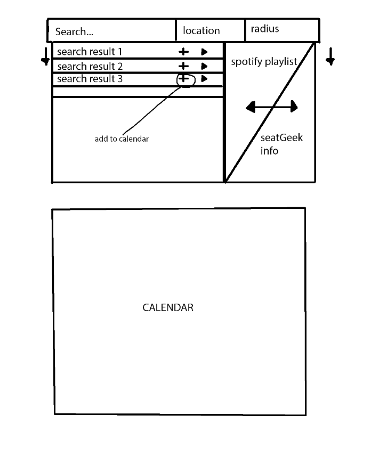 Search...
location
radius
search result 1
search result 2
search result 3
spotify playlist
add to calendar
seatGeek
info
CALENDAR